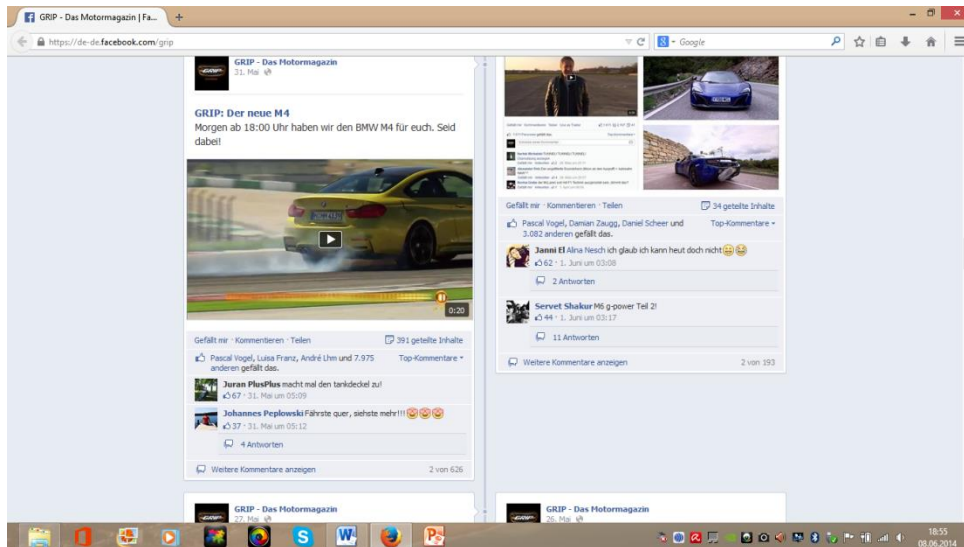 GRIP - Das Motormagazin | Fa...
https://de-de.facebook.com/grip
Google
GRIP - Das Motormagazin
31. Mai
GRIP: Der neue M4
Morgen ab 18:00 Uhr haben wir den BMW M4 für euch. Seid
dabei!
0:20
Gefällt mir · Kommentieren · Teilen
391 geteilte Inhalte
Pascal Vogel, Luisa Franz, André Lhm und 7.975
anderen gefällt das.
Top-Kommentare
Juran PlusPlus macht mal den tankdeckel zu!
67 · 31. Mai um 05:09
Johannes Peplowski Fährste quer, siehste mehr!!!
37 · 31. Mai um 05:12
4 Antworten
Weitere Kommentare anzeigen
2 von 626
GRIP - Das Motormagazin
27. Mai
Gefällt mir · Kommentieren · Teilen
34 geteilte Inhalte
Pascal Vogel, Damian Zaugg, Daniel Scheer und
3.082 anderen gefällt das.
Top-Kommentare
Janni El Alina Nesch ich glaub ich kann heut doch nicht
62 · 1. Juni um 03:08
2 Antworten
Servet Shakur M6 g-power Teil 2!
44 · 1. Juni um 03:17
11 Antworten
Weitere Kommentare anzeigen
2 von 193
GRIP - Das Motormagazin
26. Mai
18:55
08.06.2014